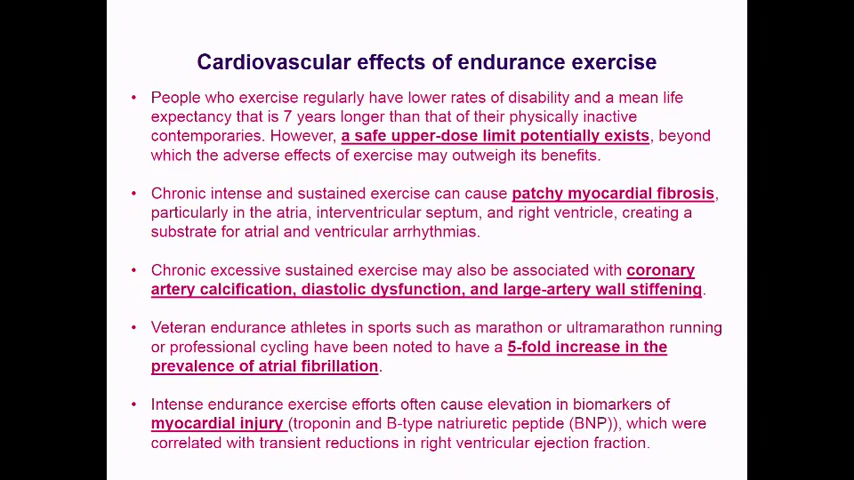 Cardiovascular effects of endurance exercise
• People who exercise regularly have lower rates of disability and a mean life
expectancy that is 7 years longer than that of their physically inactive
contemporaries. However, a safe upper-dose limit potentially exists, beyond
which the adverse effects of exercise may outweigh its benefits.
• Chronic intense and sustained exercise can cause patchy myocardial fibrosis,
particularly in the atria, interventricular septum, and right ventricle, creating a
substrate for atrial and ventricular arrhythmias.
• Chronic excessive sustained exercise may also be associated with coronary
artery calcification, diastolic dysfunction, and large-artery wall stiffening.
• Veteran endurance athletes in sports such as marathon or ultramarathon running
or professional cycling have been noted to have a 5-fold increase in the
prevalence of atrial fibrillation.
• Intense endurance exercise efforts often cause elevation in biomarkers of
myocardial injury (troponin and B-type natriuretic peptide (BNP)), which were
correlated with transient reductions in right ventricular ejection fraction.